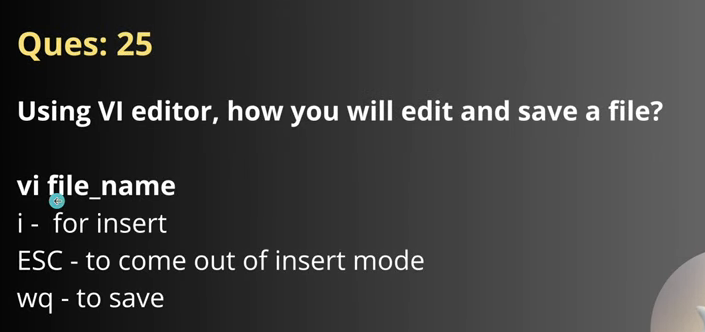 Ques: 25
Using VI editor, how you will edit and save a file?
vi file_name
i -  for insert
ESC - to come out of insert mode
wq - to save